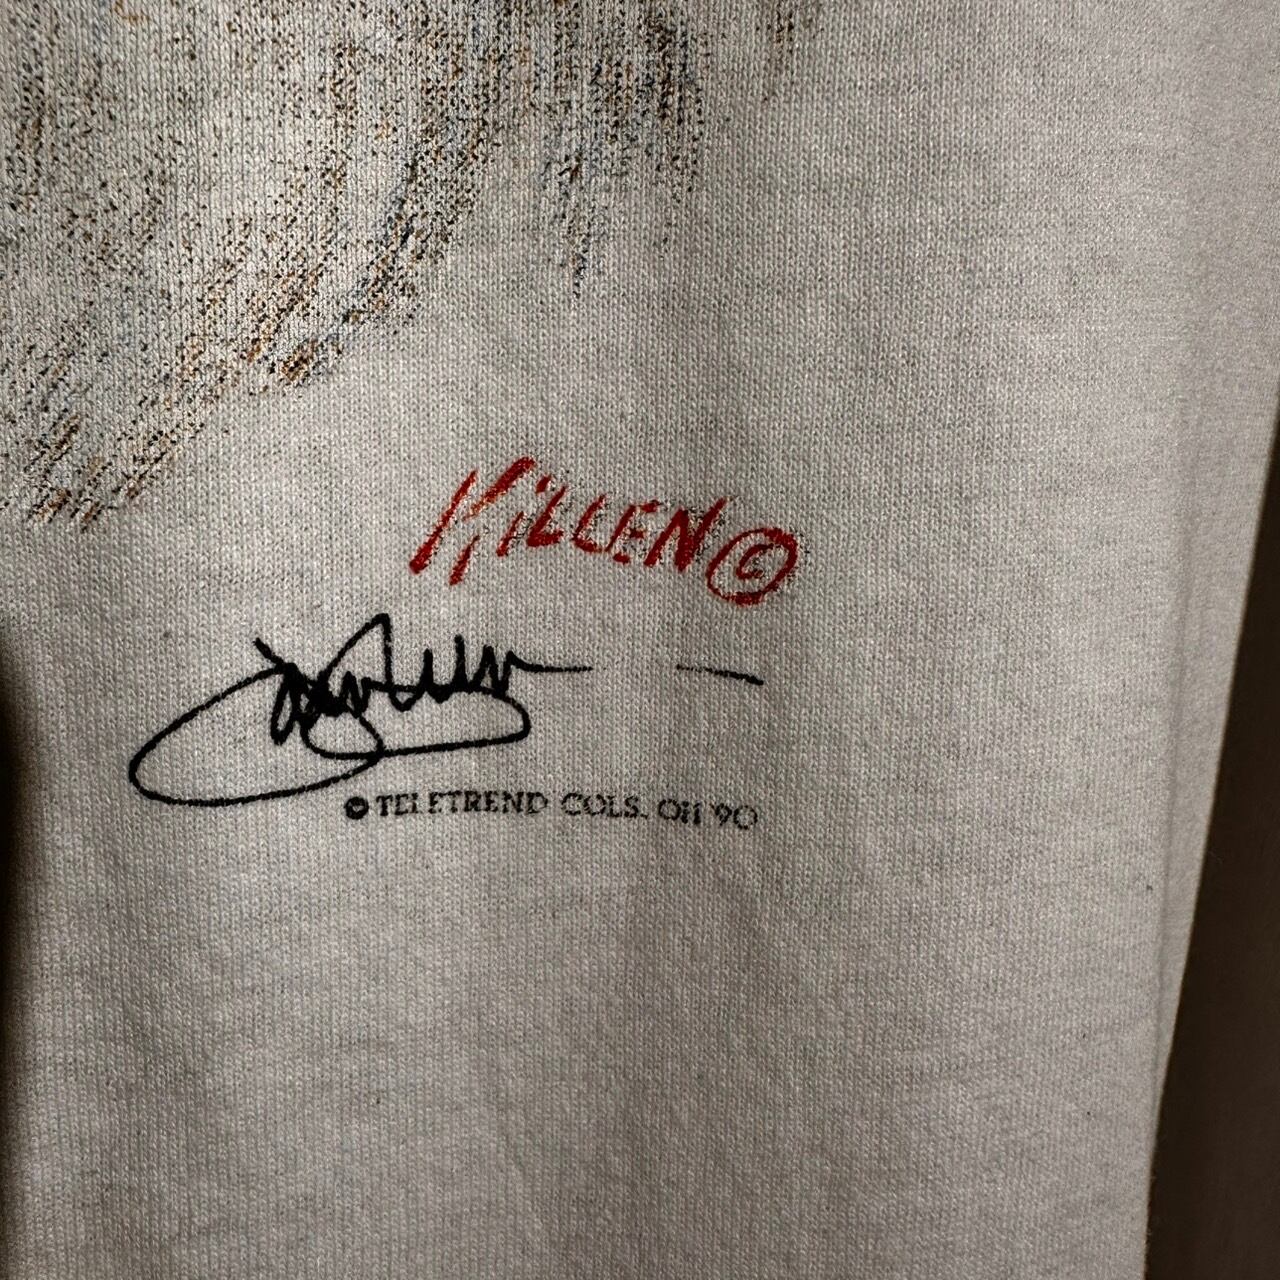 KiLLEN ©
© TELETREND COLS. OH '90